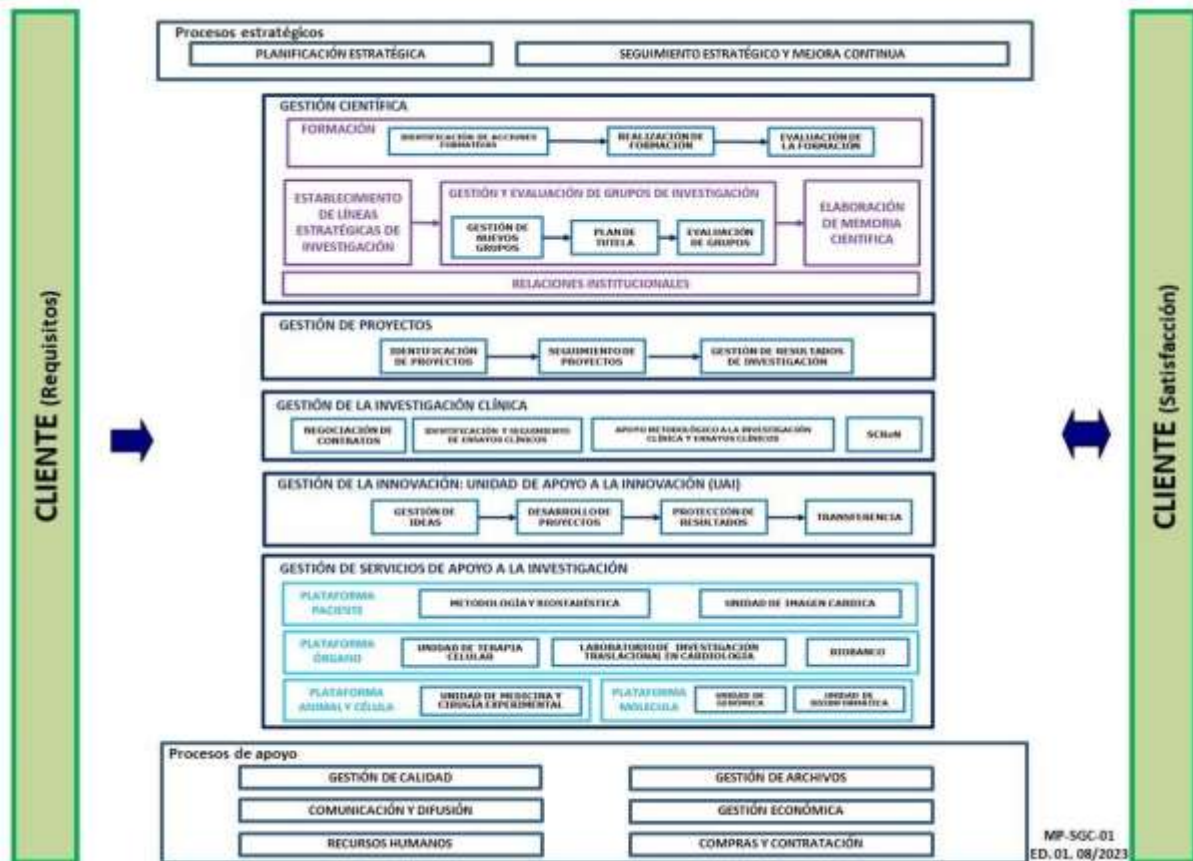 CLIENTE (Requisitos)
Procesos estratégicos
PLANIFICACIÓN ESTRATÉGICA
SEGUIMIENTO ESTRATÉGICO Y MEJORA CONTINUA
GESTIÓN CIENTÍFICA
FORMACIÓN
IDENTIFICACIÓN DE ACCIONES
FORMATIVAS
REALIZACIÓN DE
FORMACIÓN
EVALUACIÓN DE
LA FORMACIÓN
ESTABLECIMIENTO
DE LÍNEAS
ESTRATÉGICAS DE
INVESTIGACIÓN
GESTIÓN Y EVALUACIÓN DE GRUPOS DE INVESTIGACIÓN
GESTIÓN DE
NUEVOS
GRUPOS
PLAN DE
TUTELA
EVALUACIÓN
DE GRUPOS
ELABORACIÓN
DE MEMORIA
CIENTÍFICA
RELACIONES INSTITUCIONALES
GESTIÓN DE PROYECTOS
IDENTIFICACIÓN
DE PROYECTOS
SEGUIMIENTO DE
PROYECTOS
GESTIÓN DE RESULTADOS
DE INVESTIGACIÓN
GESTIÓN DE LA INVESTIGACIÓN CLÍNICA
NEGOCIACIÓN DE
CONTRATOS
IDENTIFICACIÓN Y SEGUIMIENTO
DE ENSAYOS CLÍNICOS
APOYO METODOLÓGICO A LA INVESTIGACIÓN
CLÍNICA Y ENSAYOS CLÍNICOS
SCReN
GESTIÓN DE LA INNOVACIÓN: UNIDAD DE APOYO A LA INNOVACIÓN (UAI)
GESTIÓN DE
IDEAS
DESARROLLO DE
PROYECTOS
PROTECCIÓN DE
RESULTADOS
TRANSFERENCIA
GESTIÓN DE SERVICIOS DE APOYO A LA INVESTIGACIÓN
PLATAFORMA
PACIENTE
METODOLOGÍA Y BIOSTADÍSTICA
UNIDAD DE IMAGEN CARDICA
PLATAFORMA
ÓRGANO
UNIDAD DE TERAPIA
CELULAR
LABORATORIO DE INVESTIGACIÓN
TRASLACIONAL EN CARDIOLOGÍA
BIOBANCO
PLATAFORMA
ANIMAL Y CÉLULA
UNIDAD DE MEDICINA Y
CIRUGÍA EXPERIMENTAL
PLATAFORMA
MOLECULA
UNIDAD DE
GENÓMICA
UNIDAD DE
BIOINFORMÁTICA
Procesos de apoyo
GESTIÓN DE CALIDAD
GESTIÓN DE ARCHIVOS
COMUNICACIÓN Y DIFUSIÓN
GESTIÓN ECONÓMICA
RECURSOS HUMANOS
COMPRAS Y CONTRATACIÓN
MP-SGC-01
ED. 01. 08/2023
CLIENTE (Satisfacción)